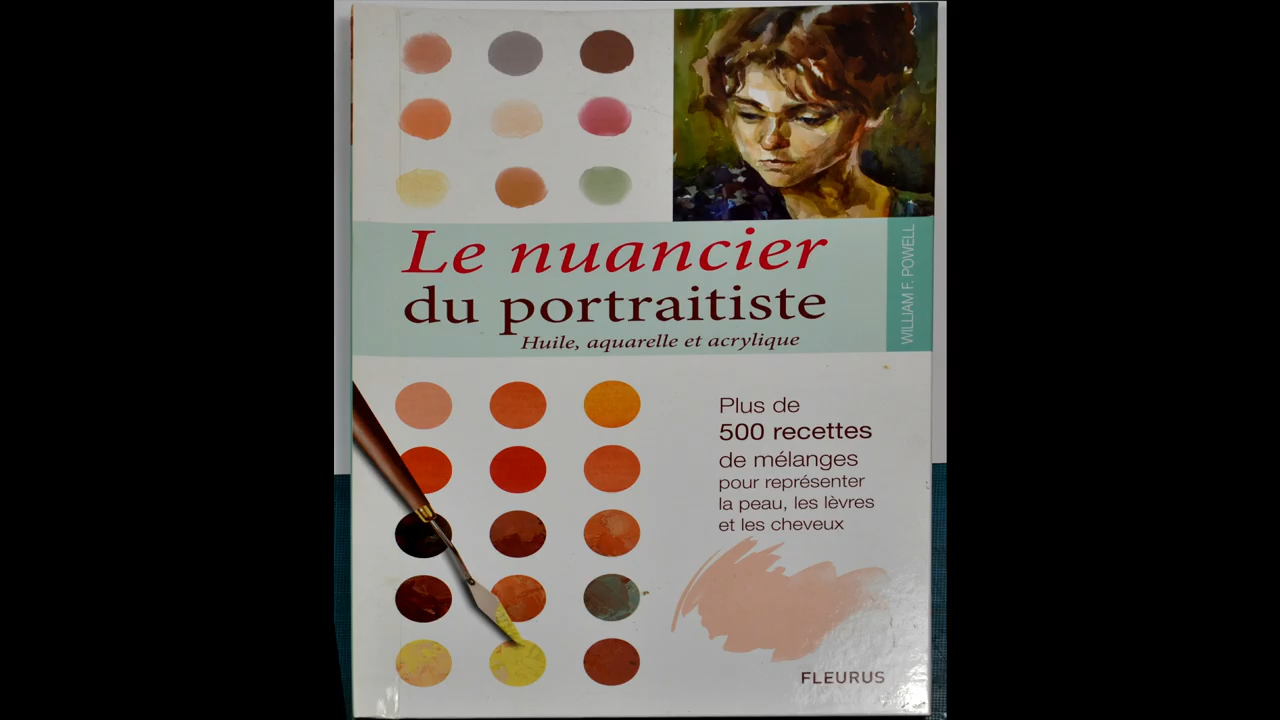 Le nuancier
du portraitiste
Huile, aquarelle et acrylique
WILLIAM F. POWELL
Plus de
500 recettes
de mélanges
pour représenter
la peau, les lèvres
et les cheveux
FLEURUS